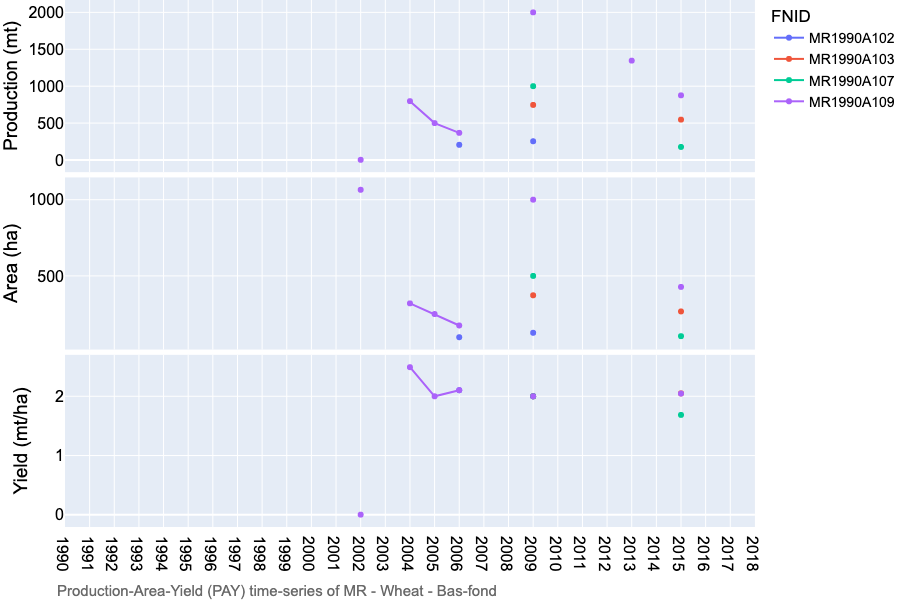 FNID
MR1990A102
MR1990A103
MR1990A107
MR1990A109
Production (mt)
2000
1500
1000
500
0
Area (ha)
1000
500
Yield (mt/ha)
2
1
0
1990 1991 1992 1993 1994 1995 1996 1997 1998 1999 2000 2001 2002 2003 2004 2005 2006 2007 2008 2009 2010 2011 2012 2013 2014 2015 2016 2017 2018
Production-Area-Yield (PAY) time-series of MR - Wheat - Bas-fond